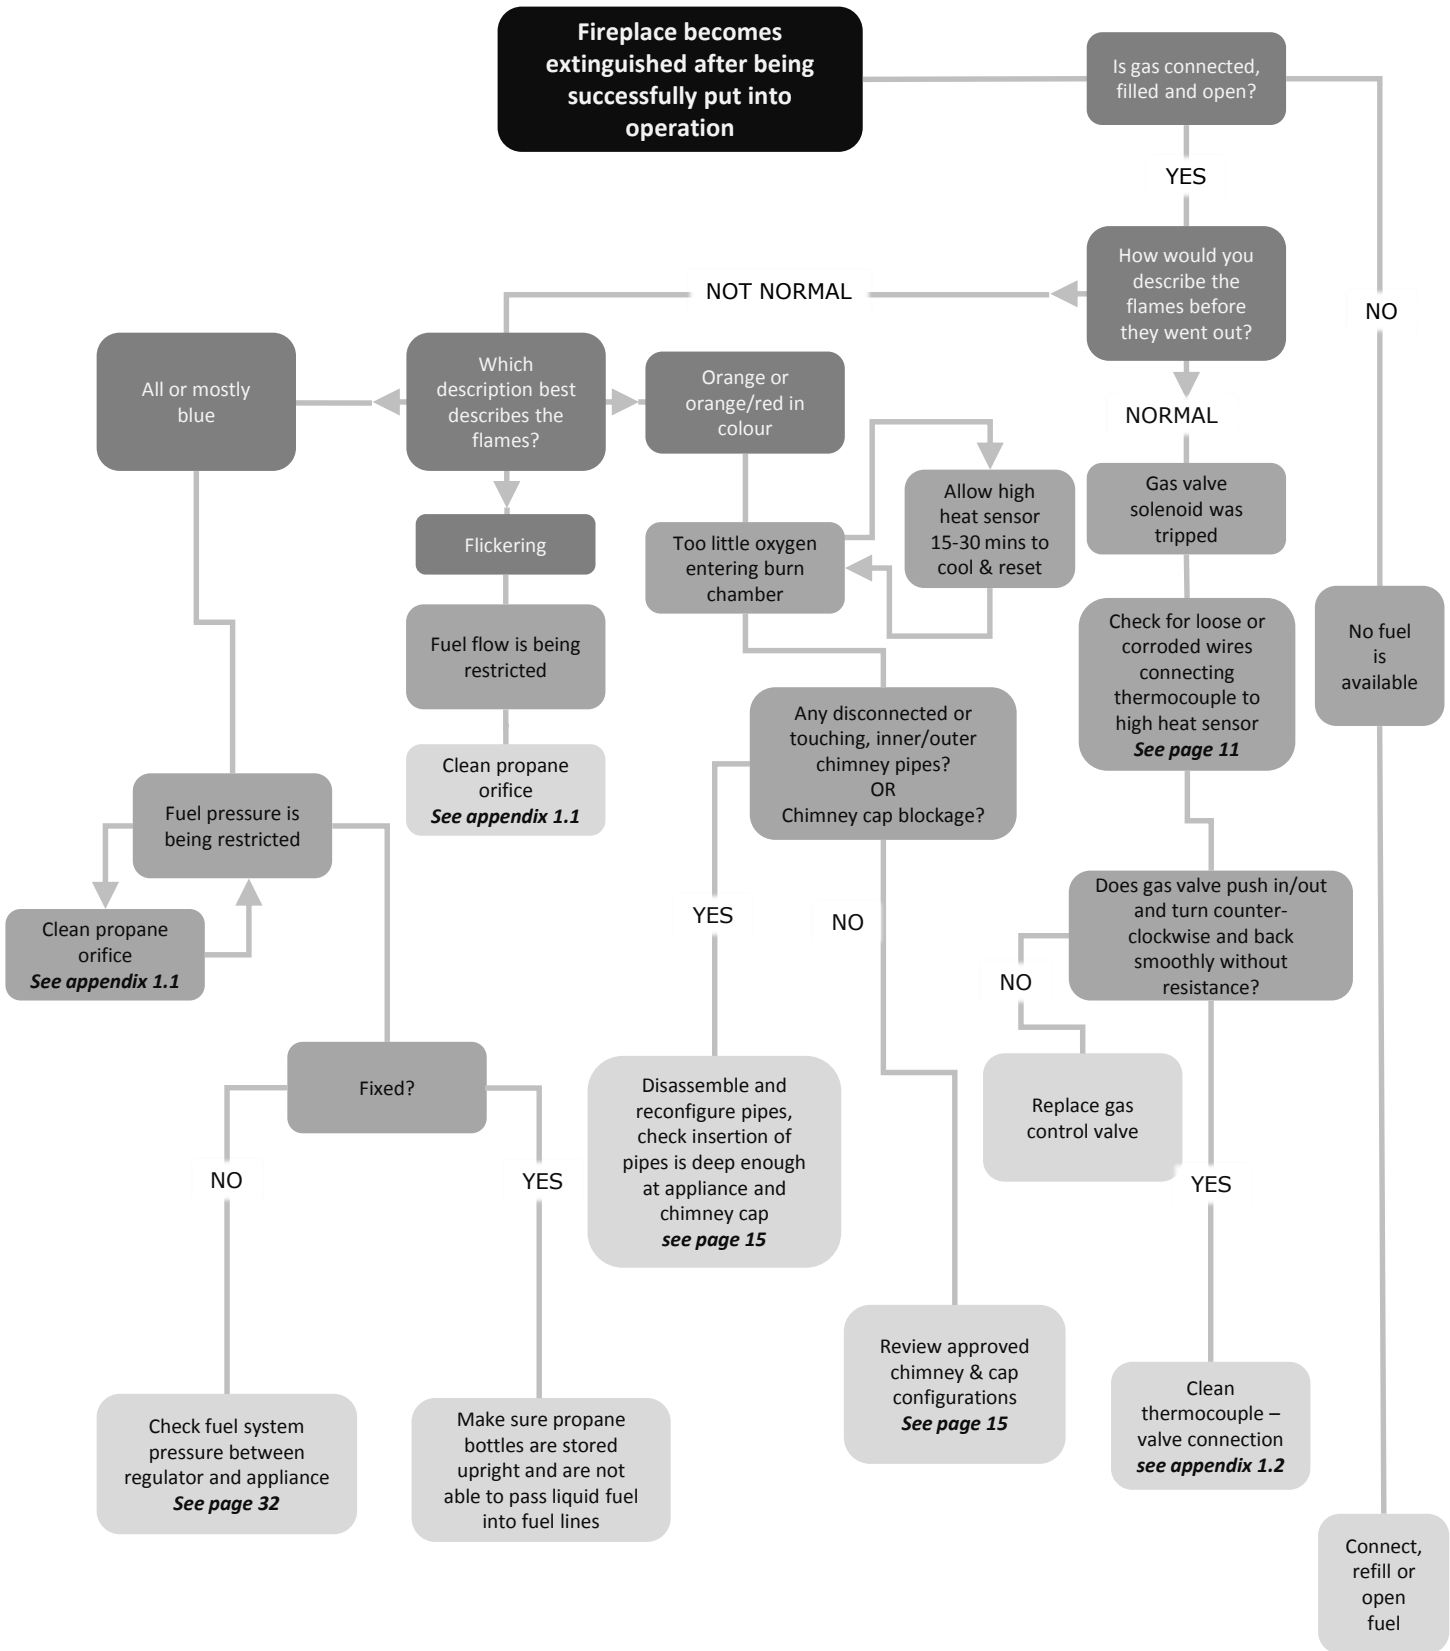 Fireplace becomes
extinguished after being
successfully put into
operation
Is gas connected,
filled and open?
YES
NO
How would you
describe the
flames before
they went out?
NOT NORMAL
NORMAL
All or mostly
blue
Which
description best
describes the
flames?
Orange or
orange/red in
colour
Flickering
Too little oxygen
entering burn
chamber
Allow high
heat sensor
15-30 mins to
cool & reset
Gas valve
solenoid was
tripped
Fuel flow is being
restricted
Check for loose or
corroded wires
connecting
thermocouple to
high heat sensor
See page 11
No fuel
is
available
Clean propane
orifice
See appendix 1.1
Any disconnected or
touching, inner/outer
chimney pipes?
OR
Chimney cap blockage?
Fuel pressure is
being restricted
Clean propane
orifice
See appendix 1.1
YES
NO
Does gas valve push in/out
and turn counter-
clockwise and back
smoothly without
resistance?
NO
Fixed?
Disassemble and
reconfigure pipes,
check insertion of
pipes is deep enough
at appliance and
chimney cap
see page 15
Replace gas
control valve
NO
YES
YES
Review approved
chimney & cap
configurations
See page 15
Clean
thermocouple –
valve connection
see appendix 1.2
Check fuel system
pressure between
regulator and appliance
See page 32
Make sure propane
bottles are stored
upright and are not
able to pass liquid fuel
into fuel lines
Connect,
refill or
open
fuel